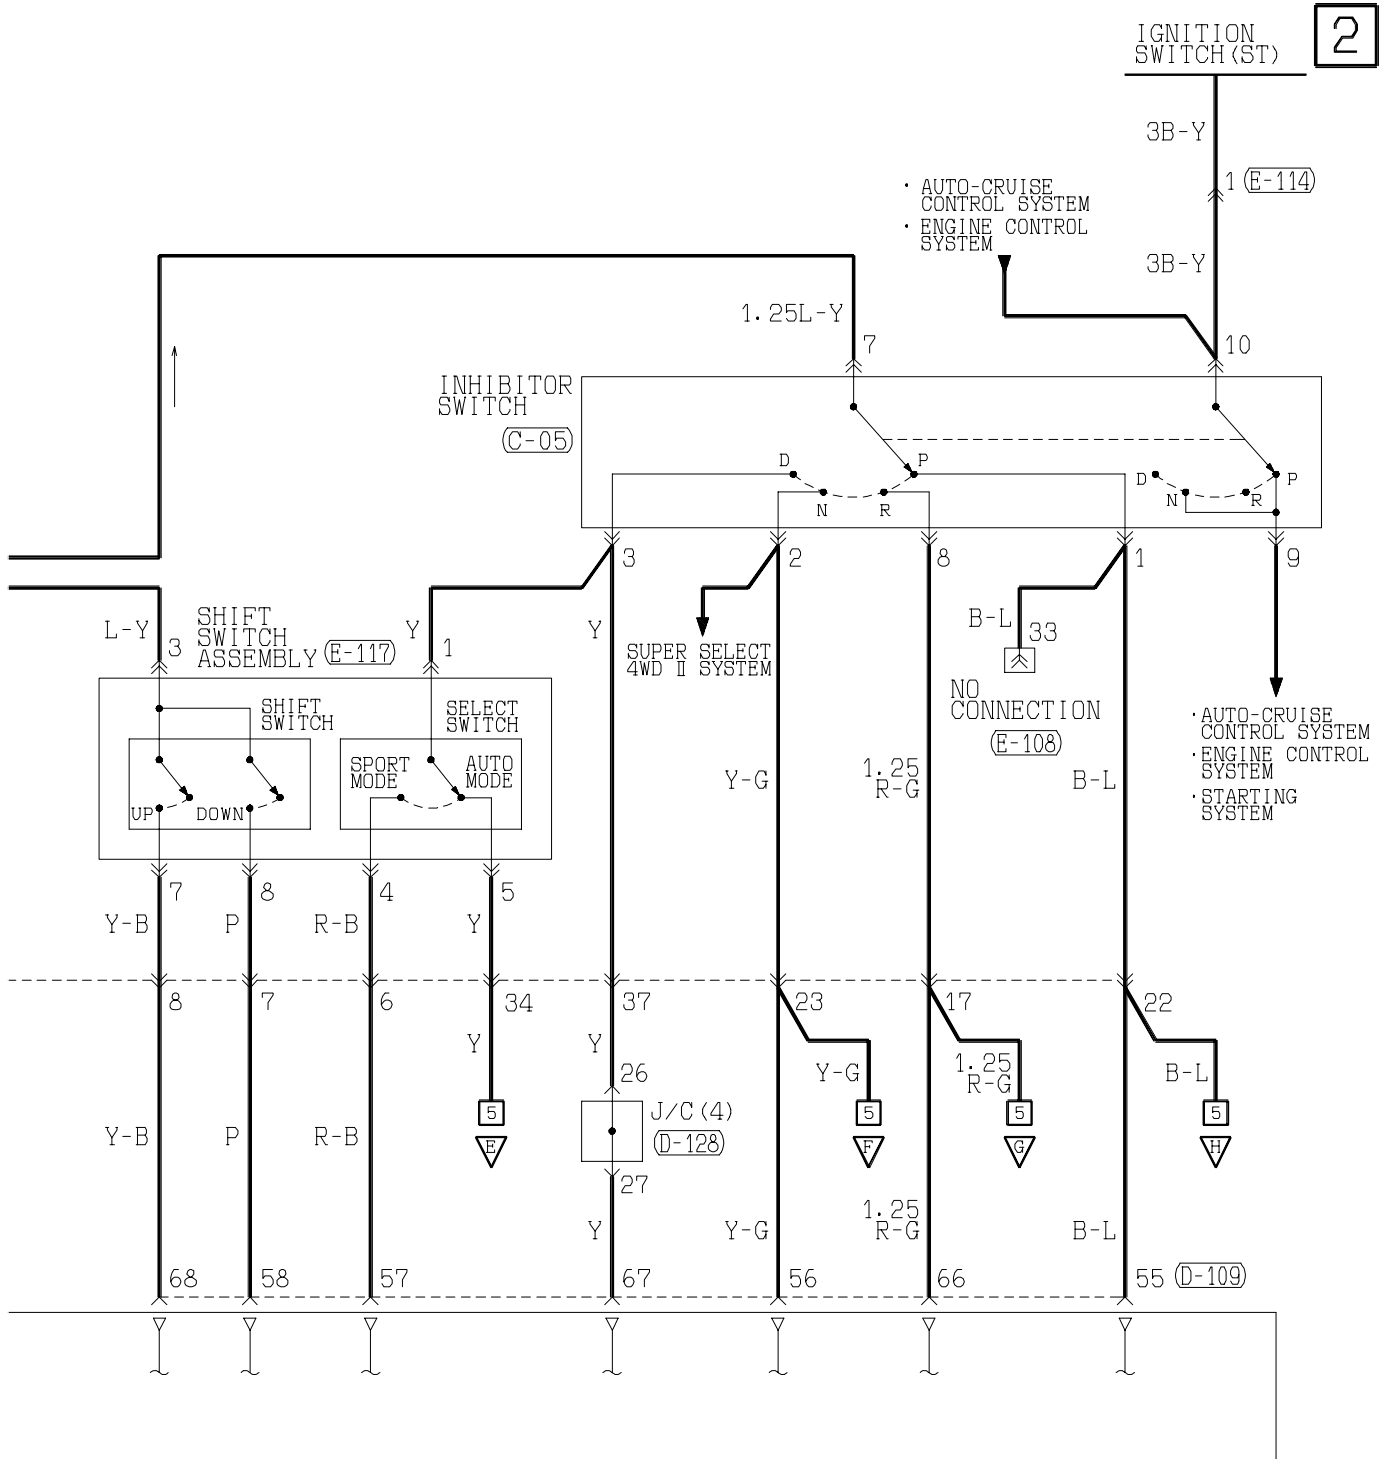 2
IGNITION
SWITCH(ST)
3B-Y
1 E-114
· AUTO-CRUISE
CONTROL SYSTEM
· ENGINE CONTROL
SYSTEM
3B-Y
1.25L-Y
7
10
INHIBITOR
SWITCH
C-05
D
P
N
R
D
P
N
R
3
2
8
1
9
L-Y
3
SHIFT
SWITCH
ASSEMBLY E-117
Y
1
Y
SUPER SELECT
4WD Ⅱ SYSTEM
B-L
33
NO
CONNECTION
E-108
· AUTO-CRUISE
CONTROL SYSTEM
· ENGINE CONTROL
SYSTEM
· STARTING
SYSTEM
SHIFT
SWITCH
SELECT
SWITCH
SPORT
MODE
AUTO
MODE
UP
DOWN
Y-G
1.25
R-G
B-L
7
8
4
5
Y-B
P
R-B
Y
8
7
6
34
37
23
17
22
Y
Y
Y-G
1.25
R-G
B-L
26
5
E
J/C(4)
D-128
5
F
5
G
5
H
Y-B
P
R-B
27
Y
Y-G
1.25
R-G
B-L
68
58
57
67
56
66
55 D-109